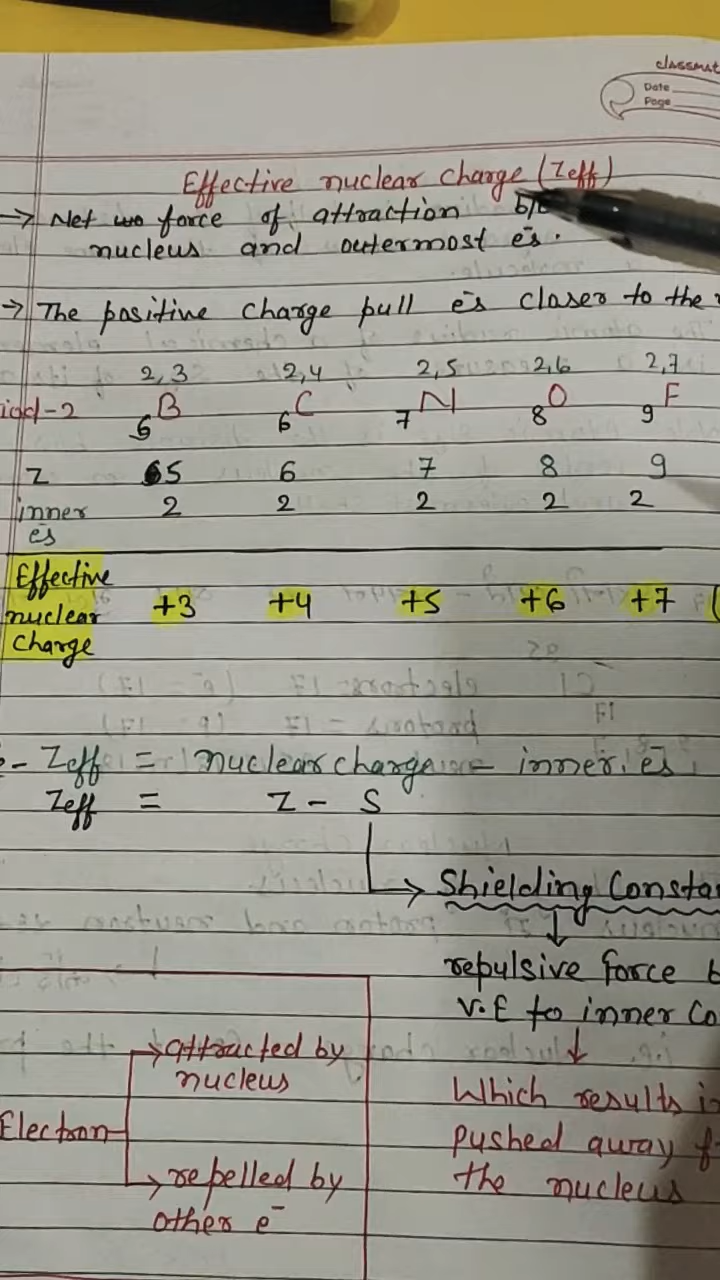 classmat
Date
Page
Effective nuclear charge (Zeff)
→ Net force of attraction b/
nucleus and outermost e⁻s.
→ The positive charge pull e⁻s closer to the
2,3 2,4 2,5 2,6 2,7
iod-2 ₅B ₆C ₇N ₈O ₉F
Z 5 6 7 8 9
inner 2 2 2 2 2
e⁻s
Effective
nuclear +3 +4 +5 +6 +7 (
charge
- Zeff = nuclear charge - inner e⁻s
Zeff = Z - S
→ Shielding Consta
↓
repulsive force b
V.E to inner Co
↓
Which results i
pushed away f
the nucleus
Electron
→ attracted by
nucleus
→ repelled by
other e⁻